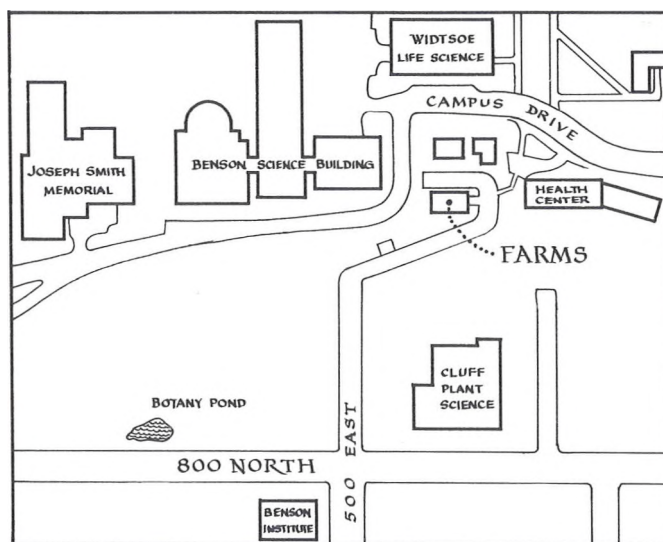 WIDTSOE
LIFE SCIENCE
CAMPUS DRIVE
JOSEPH SMITH
MEMORIAL
BENSON SCIENCE BUILDING
HEALTH
CENTER
FARMS
CLUFF
PLANT
SCIENCE
BOTANY POND
800 NORTH
500 EAST
BENSON
INSTITUTE